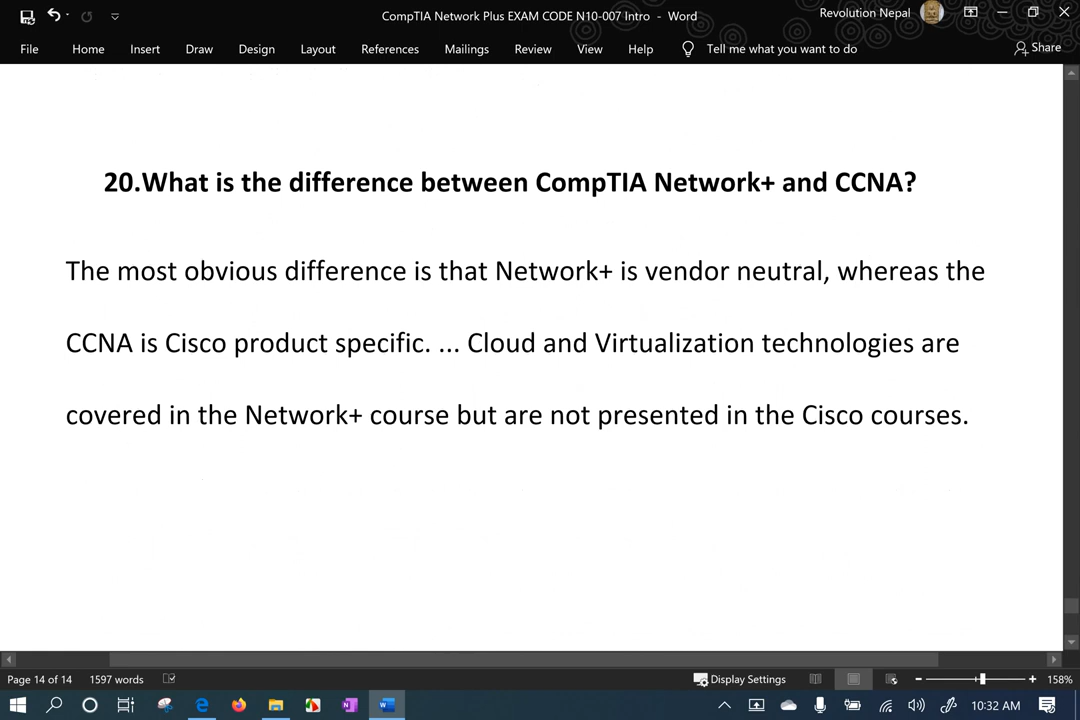 CompTIA Network Plus EXAM CODE N10-007 Intro - Word
Revolution Nepal
File Home Insert Draw Design Layout References Mailings Review View Help Tell me what you want to do Share
20.What is the difference between CompTIA Network+ and CCNA?
The most obvious difference is that Network+ is vendor neutral, whereas the
CCNA is Cisco product specific. ... Cloud and Virtualization technologies are
covered in the Network+ course but are not presented in the Cisco courses.
Page 14 of 14 1597 words Display Settings 158%
10:32 AM